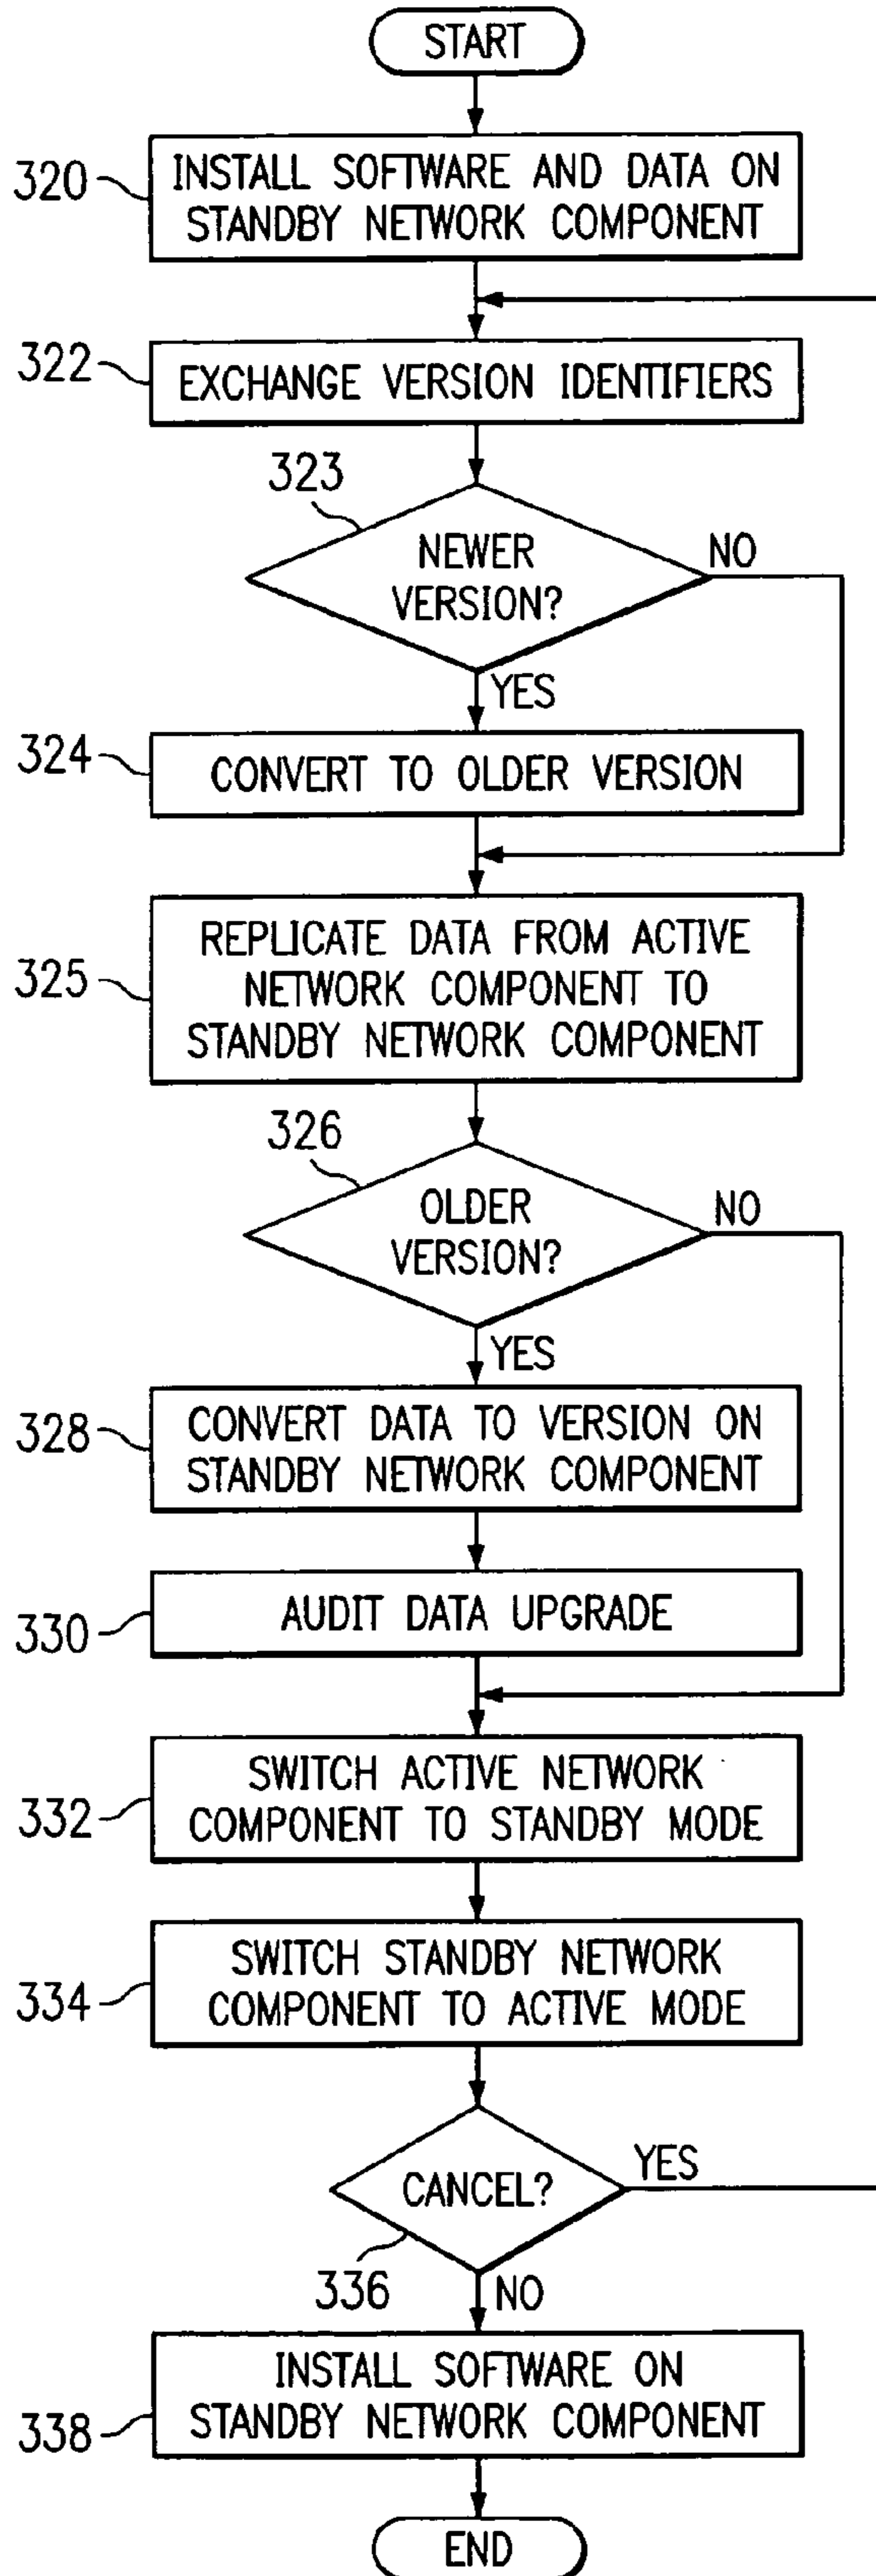 START
320
INSTALL SOFTWARE AND DATA ON
STANDBY NETWORK COMPONENT
322
EXCHANGE VERSION IDENTIFIERS
323
NEWER
VERSION?
NO
YES
324
CONVERT TO OLDER VERSION
325
REPLICATE DATA FROM ACTIVE
NETWORK COMPONENT TO
STANDBY NETWORK COMPONENT
326
OLDER
VERSION?
NO
YES
328
CONVERT DATA TO VERSION ON
STANDBY NETWORK COMPONENT
330
AUDIT DATA UPGRADE
332
SWITCH ACTIVE NETWORK
COMPONENT TO STANDBY MODE
334
SWITCH STANDBY NETWORK
COMPONENT TO ACTIVE MODE
CANCEL?
YES
336
NO
338
INSTALL SOFTWARE ON
STANDBY NETWORK COMPONENT
END